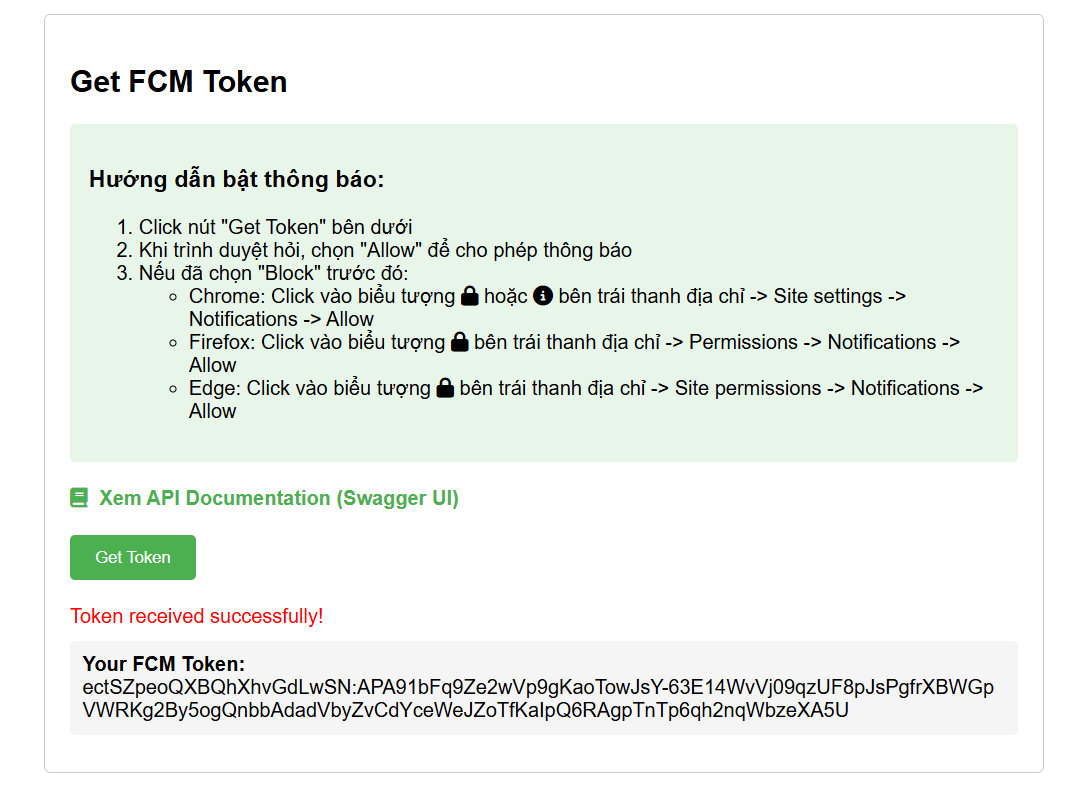 Get FCM Token
Hướng dẫn bật thông báo:
1. Click nút "Get Token" bên dưới
2. Khi trình duyệt hỏi, chọn "Allow" để cho phép thông báo
3. Nếu đã chọn "Block" trước đó:
Chrome: Click vào biểu tượng hoặc bên trái thanh địa chỉ -> Site settings ->
Notifications -> Allow
Firefox: Click vào biểu tượng bên trái thanh địa chỉ -> Permissions -> Notifications ->
Allow
Edge: Click vào biểu tượng bên trái thanh địa chỉ -> Site permissions -> Notifications ->
Allow
Xem API Documentation (Swagger UI)
Get Token
Token received successfully!
Your FCM Token:
ectSZpeoQXBQhXhvGdLwSN:APA91bFq9Ze2wVp9gKaoTowJsY-63E14WvVj09qzUF8pJsPgfrXBWGp
VWRKg2By5ogQnbbAdadVbyZvCdYceWeJZoTfKaIpQ6RAgpTnTp6qh2nqWbzeXA5U